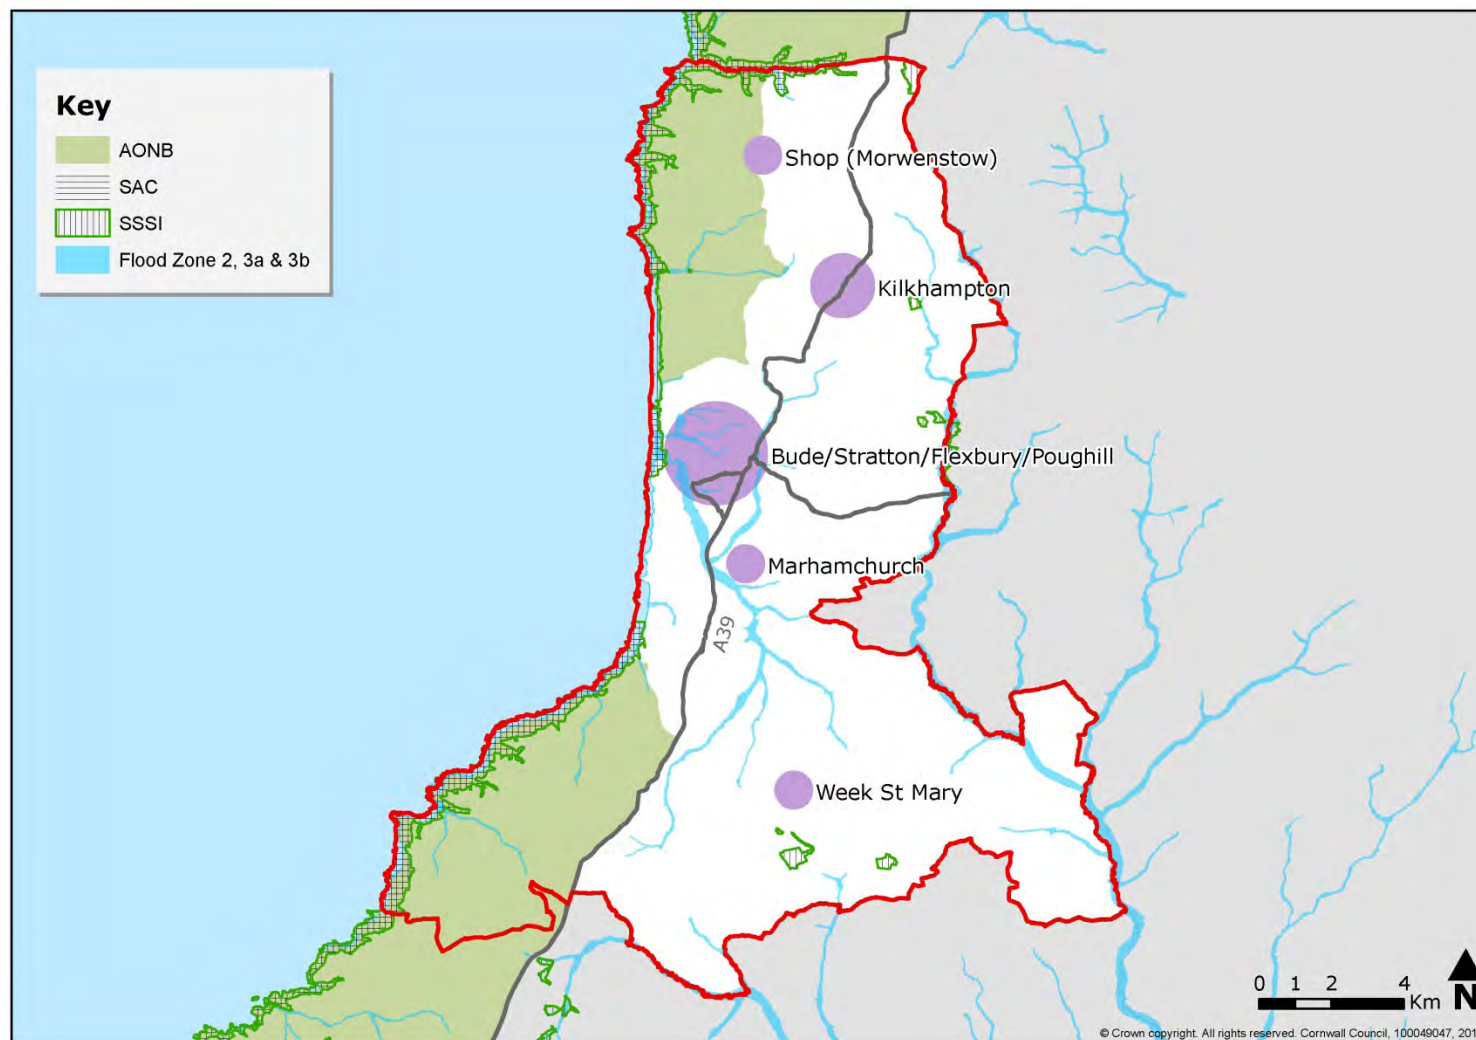 Key
AONB
SAC
SSSI
Flood Zone 2, 3a & 3b
Shop (Morwenstow)
Kilkhampton
Bude/Stratton/Flexbury/Poughill
Marhamchurch
A39
Week St Mary
0 1 2 4
Km
N
© Crown copyright. All rights reserved. Cornwall Council, 100049047, 201